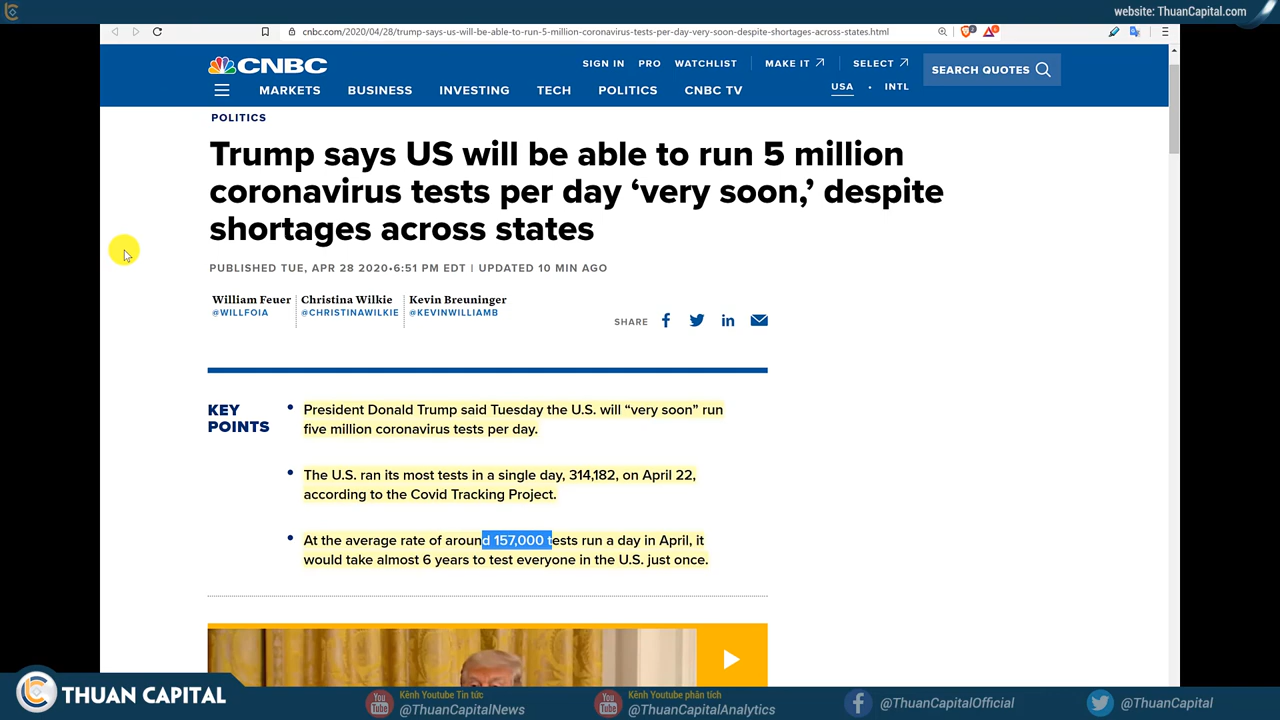 website: ThuanCapital.com
cnbc.com/2020/04/28/trump-says-us-will-be-able-to-run-5-million-coronavirus-tests-per-day-very-soon-despite-shortages-across-states.html
CNBC
SIGN IN PRO WATCHLIST MAKE IT SELECT
SEARCH QUOTES
USA • INTL
MARKETS BUSINESS INVESTING TECH POLITICS CNBC TV
POLITICS
Trump says US will be able to run 5 million
coronavirus tests per day ‘very soon,’ despite
shortages across states
PUBLISHED TUE, APR 28 2020•6:51 PM EDT | UPDATED 10 MIN AGO
William Feuer Christina Wilkie Kevin Breuninger
@WILLFOIA @CHRISTINAWILKIE @KEVINWILLIAMB
SHARE
KEY
POINTS
• President Donald Trump said Tuesday the U.S. will “very soon” run
five million coronavirus tests per day.
• The U.S. ran its most tests in a single day, 314,182, on April 22,
according to the Covid Tracking Project.
• At the average rate of around 157,000 tests run a day in April, it
would take almost 6 years to test everyone in the U.S. just once.
THUAN CAPITAL
Kênh Youtube Tin tức
@ThuanCapitalNews
Kênh Youtube phân tích
@ThuanCapitalAnalytics
@ThuanCapitalOfficial
@ThuanCapital